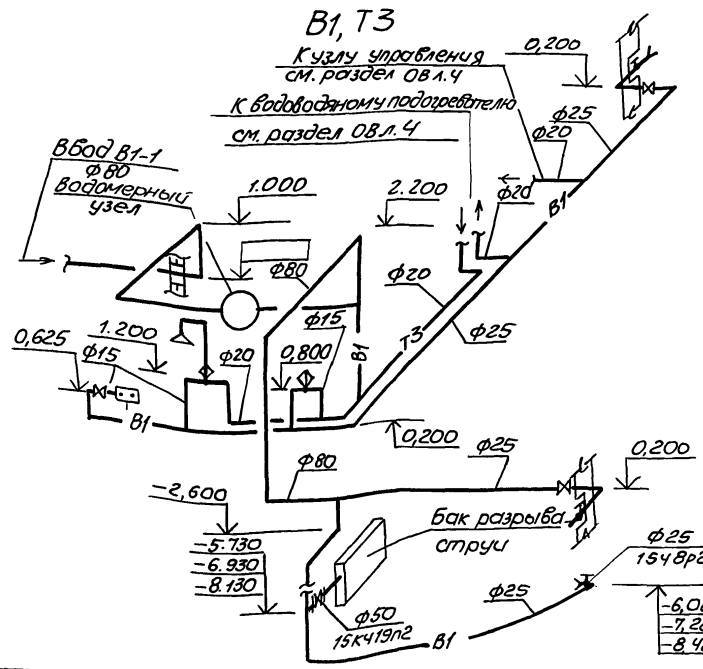 В1, Т3
К узлу управления
см. раздел ОВ л.4
0,200
К водоводяному подогревателю
см. раздел ОВ л.4
ф25
ф20
Ввод В1-1
ф80
Водомерный
узел
1.000
2.200
ф20
В1
ф80
ф20
ф25
Т3
0,625
1.200
ф15
ф20
0,800
ф15
В1
В1
0,200
ф80
ф25
0,200
-2,600
Бак разрыва
струи
-5.730
-6.930
-8.130
ф50
15кч19п2
В1
ф25
ф25